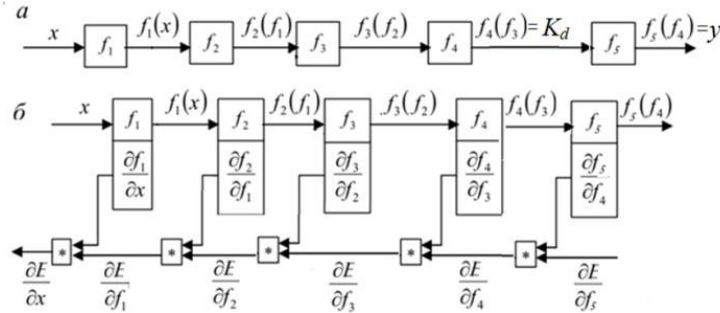 а
x f₁ f₁(x) f₂ f₂(f₁) f₃ f₃(f₂) f₄ f₄(f₃)= K_d f₅ f₅(f₄)=y
б
x f₁ f₁(x) f₂ f₂(f₁) f₃ f₃(f₂) f₄ f₄(f₃) f₅ f₅(f₄)
∂f₁/∂x ∂f₂/∂f₁ ∂f₃/∂f₂ ∂f₄/∂f₃ ∂f₅/∂f₄
* * * * *
∂E/∂x ∂E/∂f₁ ∂E/∂f₂ ∂E/∂f₃ ∂E/∂f₄ ∂E/∂f₅